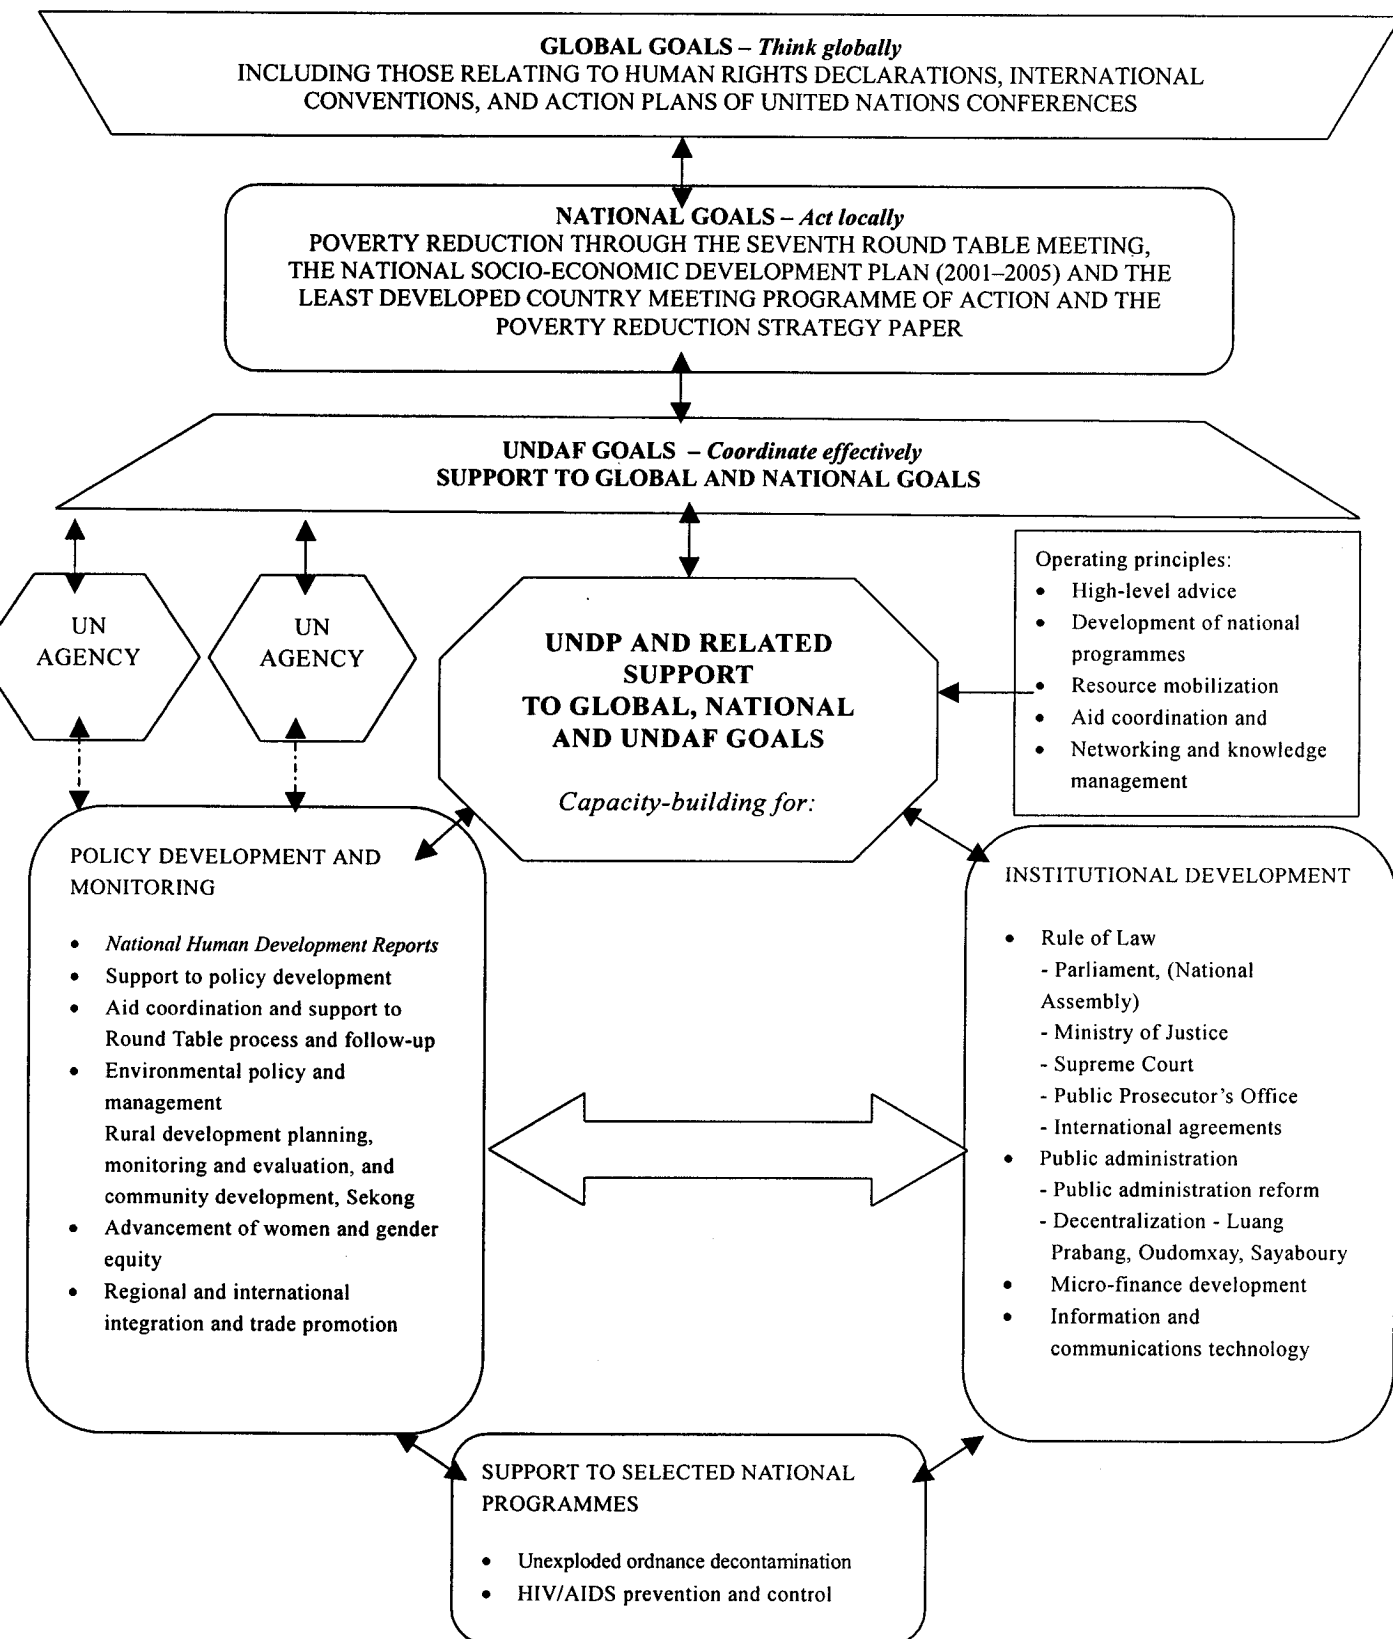 GLOBAL GOALS – Think globally
INCLUDING THOSE RELATING TO HUMAN RIGHTS DECLARATIONS, INTERNATIONAL
CONVENTIONS, AND ACTION PLANS OF UNITED NATIONS CONFERENCES
NATIONAL GOALS – Act locally
POVERTY REDUCTION THROUGH THE SEVENTH ROUND TABLE MEETING,
THE NATIONAL SOCIO-ECONOMIC DEVELOPMENT PLAN (2001–2005) AND THE
LEAST DEVELOPED COUNTRY MEETING PROGRAMME OF ACTION AND THE
POVERTY REDUCTION STRATEGY PAPER
UNDAF GOALS – Coordinate effectively
SUPPORT TO GLOBAL AND NATIONAL GOALS
UN
AGENCY
UN
AGENCY
UNDP AND RELATED
SUPPORT
TO GLOBAL, NATIONAL
AND UNDAF GOALS
Capacity-building for:
Operating principles:
• High-level advice
• Development of national
programmes
• Resource mobilization
• Aid coordination and
• Networking and knowledge
management
POLICY DEVELOPMENT AND
MONITORING
• National Human Development Reports
• Support to policy development
• Aid coordination and support to
Round Table process and follow-up
• Environmental policy and
management
Rural development planning,
monitoring and evaluation, and
community development, Sekong
• Advancement of women and gender
equity
• Regional and international
integration and trade promotion
INSTITUTIONAL DEVELOPMENT
• Rule of Law
- Parliament, (National
Assembly)
- Ministry of Justice
- Supreme Court
- Public Prosecutor's Office
- International agreements
• Public administration
- Public administration reform
- Decentralization - Luang
Prabang, Oudomxay, Sayaboury
• Micro-finance development
• Information and
communications technology
SUPPORT TO SELECTED NATIONAL
PROGRAMMES
• Unexploded ordnance decontamination
• HIV/AIDS prevention and control